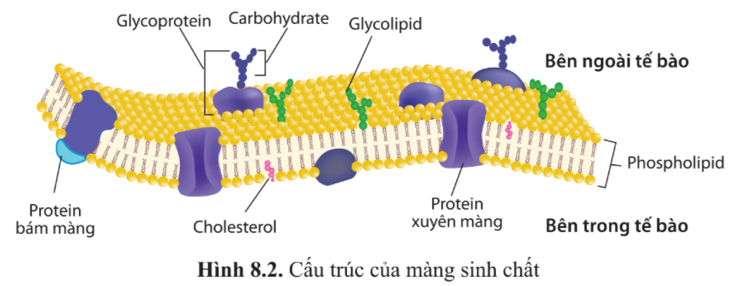 Glycoprotein
Carbohydrate
Glycolipid
Bên ngoài tế bào
Phospholipid
Protein
bám màng
Cholesterol
Protein
xuyên màng
Bên trong tế bào
Hình 8.2. Cấu trúc của màng sinh chất